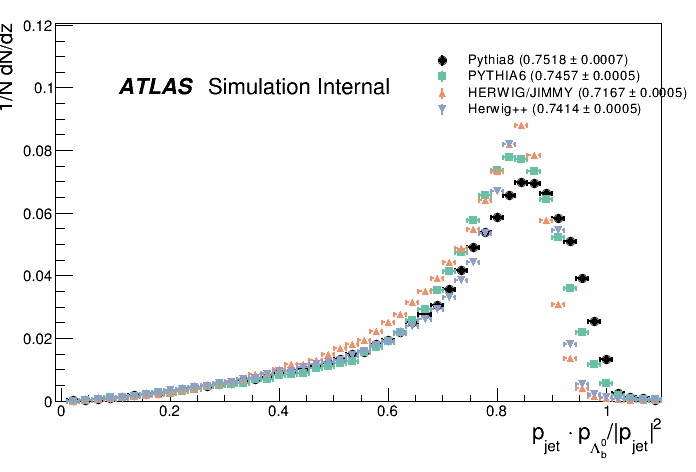 1/N dN/dz
0.12
0.1
0.08
0.06
0.04
0.02
0
ATLAS Simulation Internal
Pythia8 (0.7518 ± 0.0007)
PYTHIA6 (0.7457 ± 0.0005)
HERWIG/JIMMY (0.7167 ± 0.0005)
Herwig++ (0.7414 ± 0.0005)
0 0.2 0.4 0.6 0.8 1
p_jet · p_Λ_b^0/|p_jet|^2